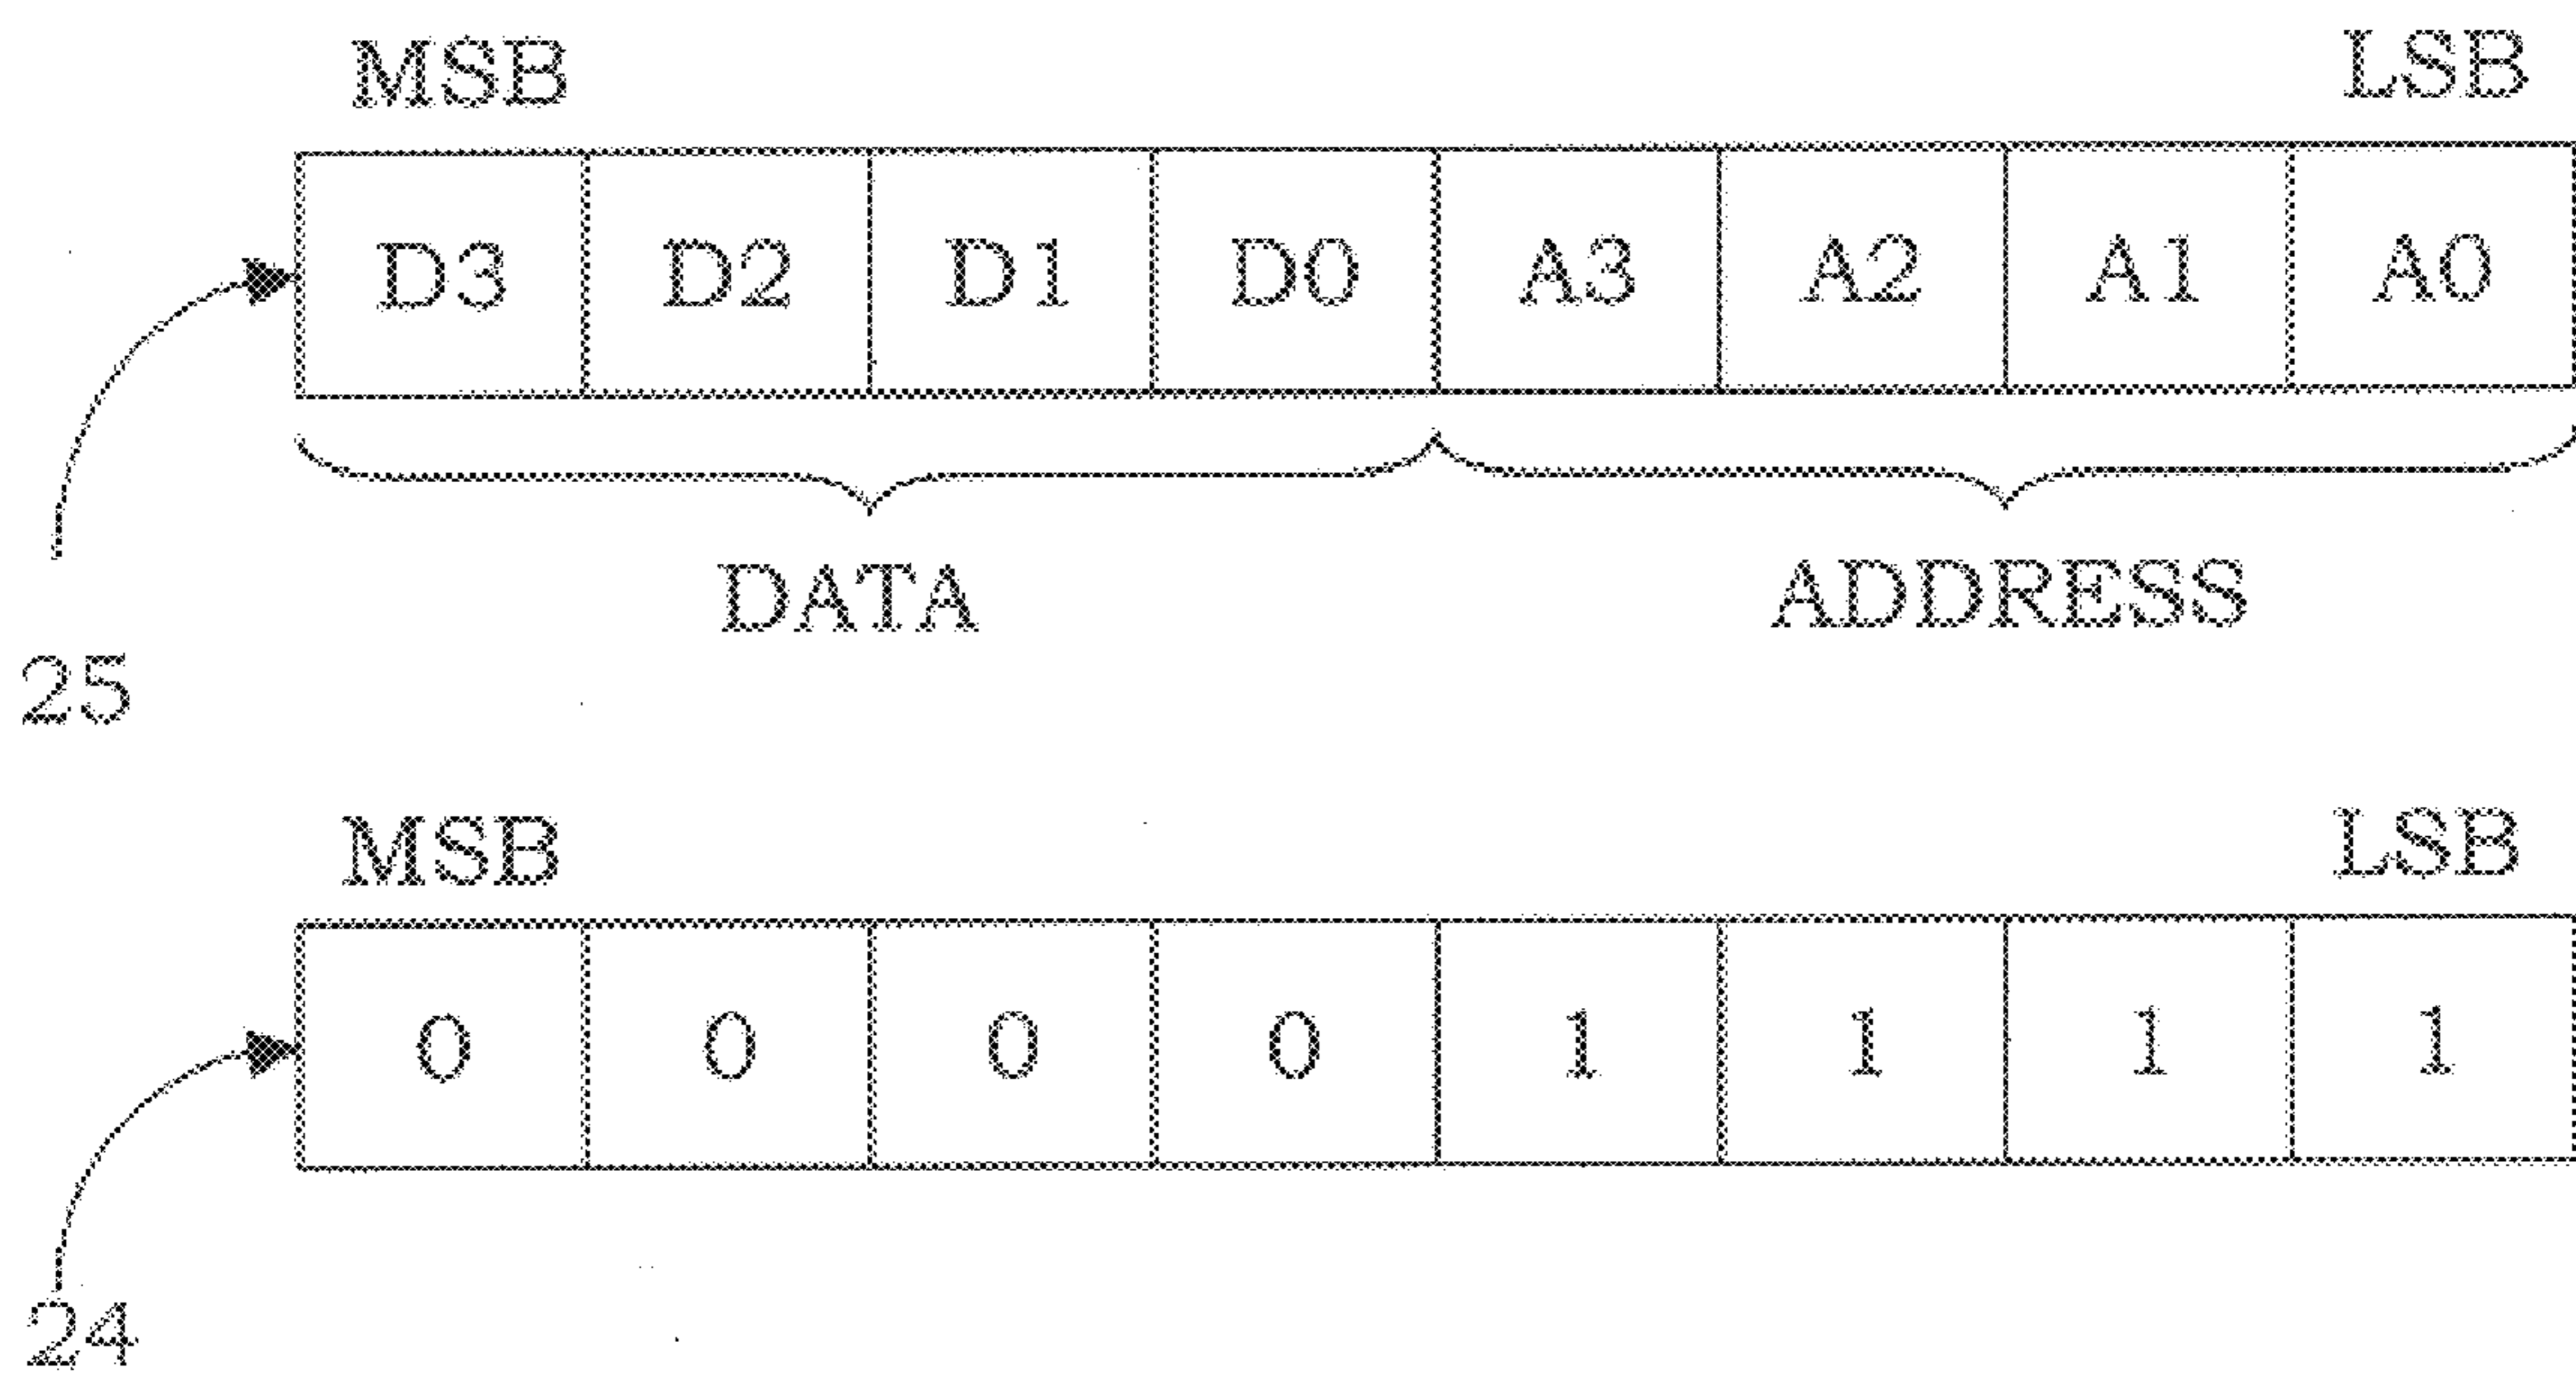 MSB LSB
D3 D2 D1 D0 A3 A2 A1 A0
DATA ADDRESS
25
MSB LSB
0 0 0 0 1 1 1 1
24